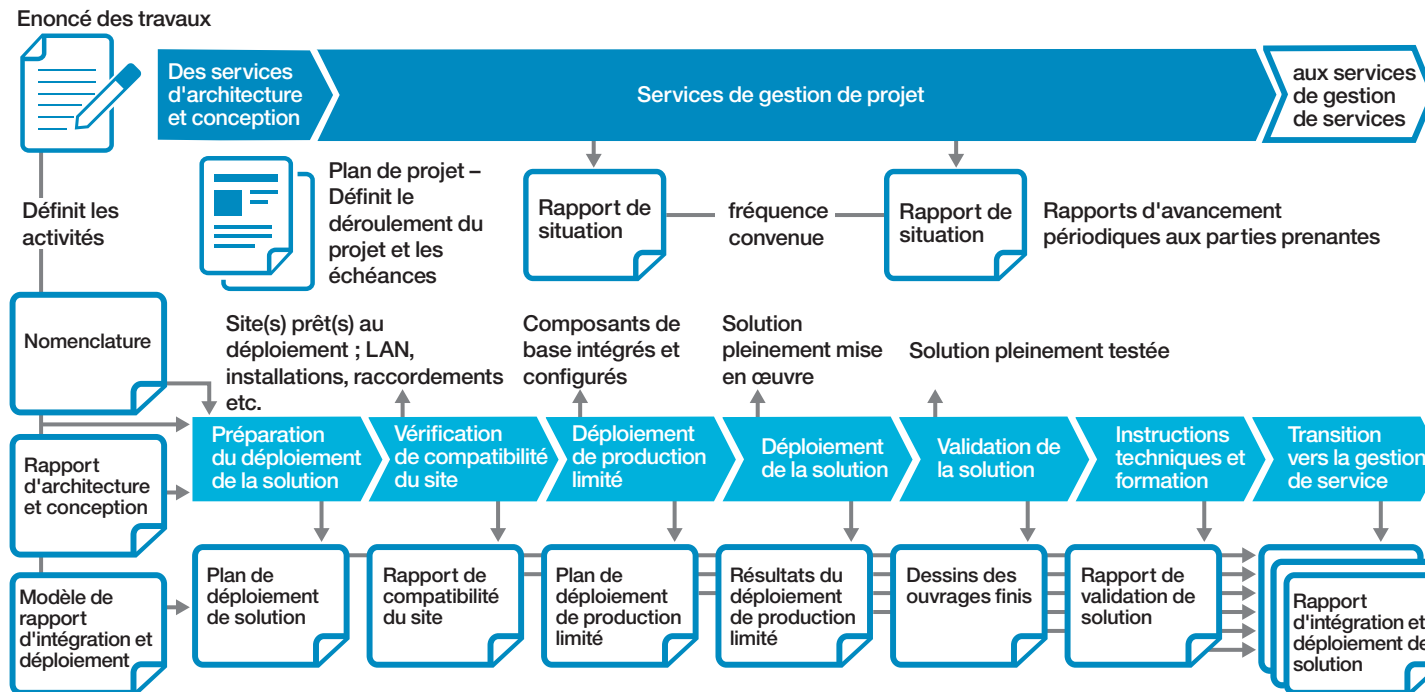 Enoncé des travaux
Des services
d'architecture
et conception
Services de gestion de projet
aux services
de gestion
de services
Définit les
activités
Plan de projet –
Définit le
déroulement du
projet et les
échéances
Rapport de
situation
fréquence
convenue
Rapport de
situation
Rapports d'avancement
périodiques aux parties prenantes
Nomenclature
Site(s) prêt(s) au
déploiement ; LAN,
installations, raccordements
etc.
Composants de
base intégrés et
configurés
Solution
pleinement mise
en œuvre
Solution pleinement testée
Préparation
du déploiement
de la solution
Vérification
de compatibilité
du site
Déploiement
de production
limité
Déploiement
de la solution
Validation de
la solution
Instructions
techniques et
formation
Transition
vers la gestion
de service
Rapport
d'architecture
et conception
Modèle de
rapport
d'intégration et
déploiement
Plan de
déploiement
de solution
Rapport de
compatibilité
du site
Plan de
déploiement
de production
limité
Résultats du
déploiement
de production
limité
Dessins des
ouvrages finis
Rapport de
validation de
solution
Rapport
d'intégration et
déploiement de
solution